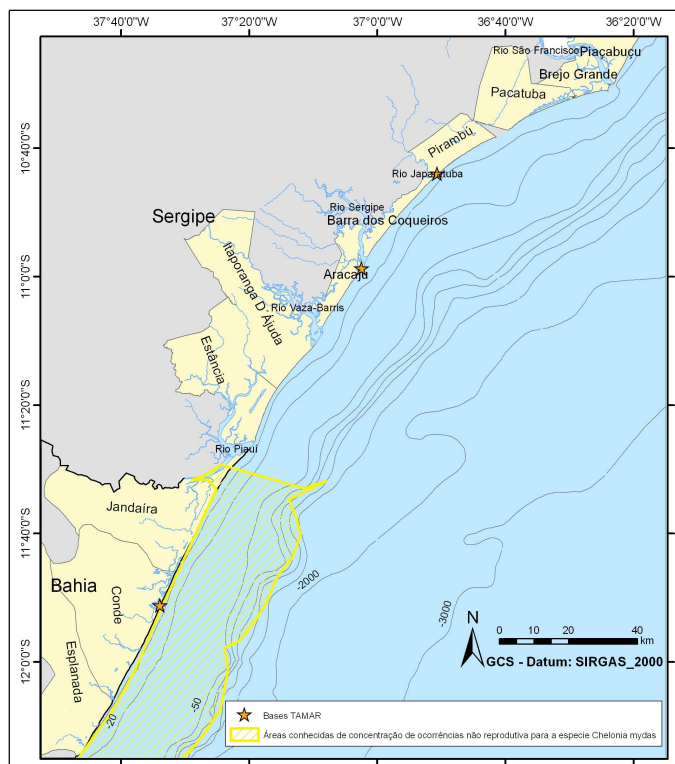 37°40'0"W
37°20'0"W
37°0'0"W
36°40'0"W
36°20'0"W
Rio São Francisco
Piaçabuçu
Brejo Grande
Pacatuba
10°40'0"S
Pirambú
Rio Japaratuba
Rio Sergipe
Sergipe
Barra dos Coqueiros
11°0'0"S
Aracaju
Itaporanga D´Ajuda
Rio Vaza-Barris
Estância
11°20'0"S
Rio Piauí
Jandaíra
11°40'0"S
-2000
Bahia
Conde
-3000
N
0 10 20 40
km
Esplanada
12°0'0"S
GCS - Datum: SIRGAS_2000
-50
-20
Bases TAMAR
Áreas conhecidas de concentração de ocorrências não reprodutiva para a especie Chelonia mydas